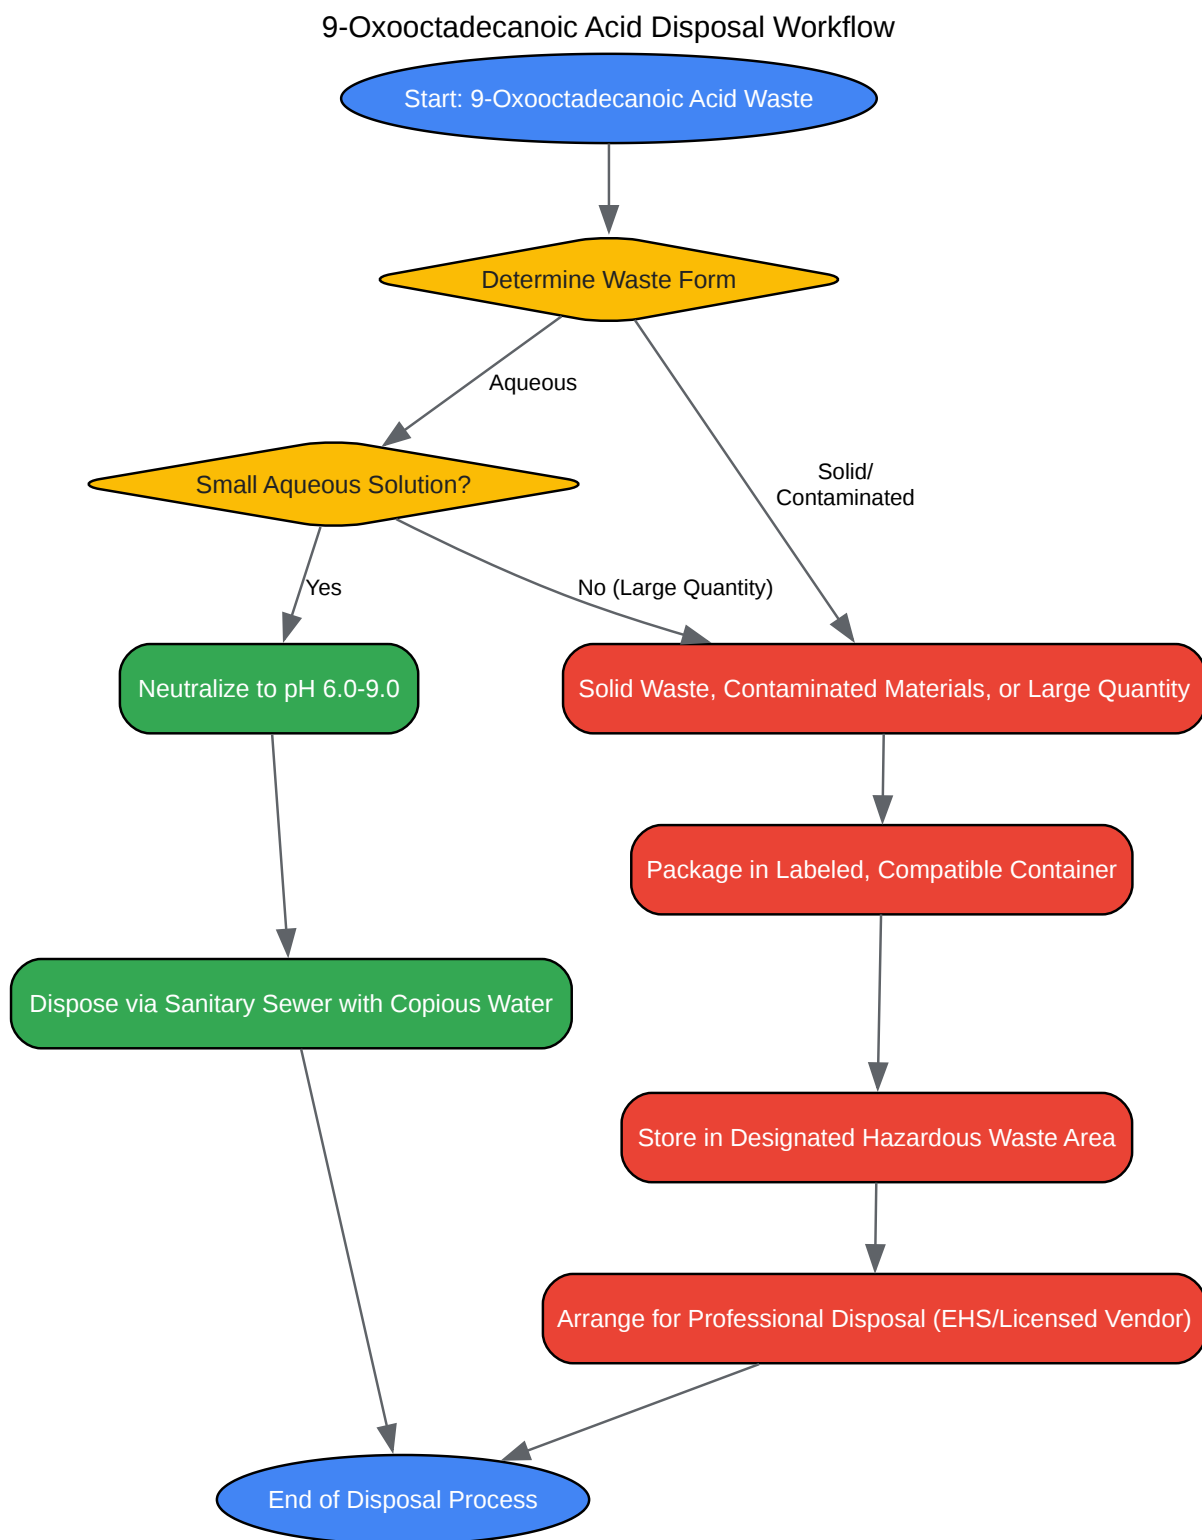 9-Oxooctadecanoic Acid Disposal Workflow
Start: 9-Oxooctadecanoic Acid Waste
Determine Waste Form
Aqueous
Solid/
Contaminated
Small Aqueous Solution?
Yes
No (Large Quantity)
Neutralize to pH 6.0-9.0
Solid Waste, Contaminated Materials, or Large Quantity
Package in Labeled, Compatible Container
Dispose via Sanitary Sewer with Copious Water
Store in Designated Hazardous Waste Area
Arrange for Professional Disposal (EHS/Licensed Vendor)
End of Disposal Process